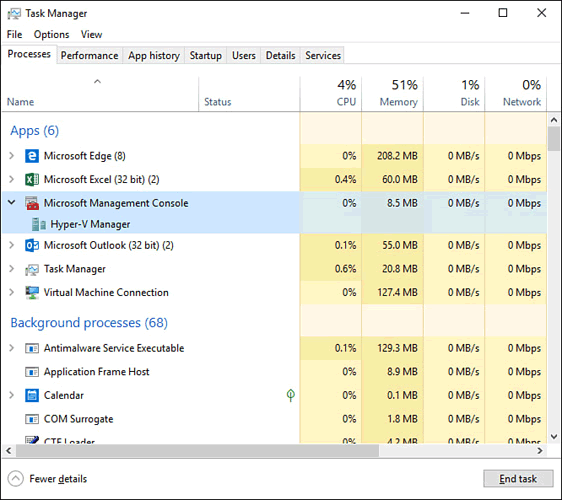 Task Manager
File Options View
Processes Performance App history Startup Users Details Services
4% 51% 1% 0%
Name Status CPU Memory Disk Network
Apps (6)
Microsoft Edge (8) 0% 208.2 MB 0 MB/s 0 Mbps
Microsoft Excel (32 bit) (2) 0.4% 60.0 MB 0 MB/s 0 Mbps
Microsoft Management Console 0% 8.5 MB 0 MB/s 0 Mbps
Hyper-V Manager
Microsoft Outlook (32 bit) (2) 0.1% 55.0 MB 0 MB/s 0 Mbps
Task Manager 0.6% 20.8 MB 0 MB/s 0 Mbps
Virtual Machine Connection 0% 127.4 MB 0 MB/s 0 Mbps
Background processes (68)
Antimalware Service Executable 0.1% 129.3 MB 0 MB/s 0 Mbps
Application Frame Host 0% 8.9 MB 0 MB/s 0 Mbps
Calendar 0% 0.1 MB 0 MB/s 0 Mbps
COM Surrogate 0% 1.8 MB 0 MB/s 0 Mbps
CTF Loader 0% 4.2 MB 0 MB/s 0 Mbps
Fewer details End task